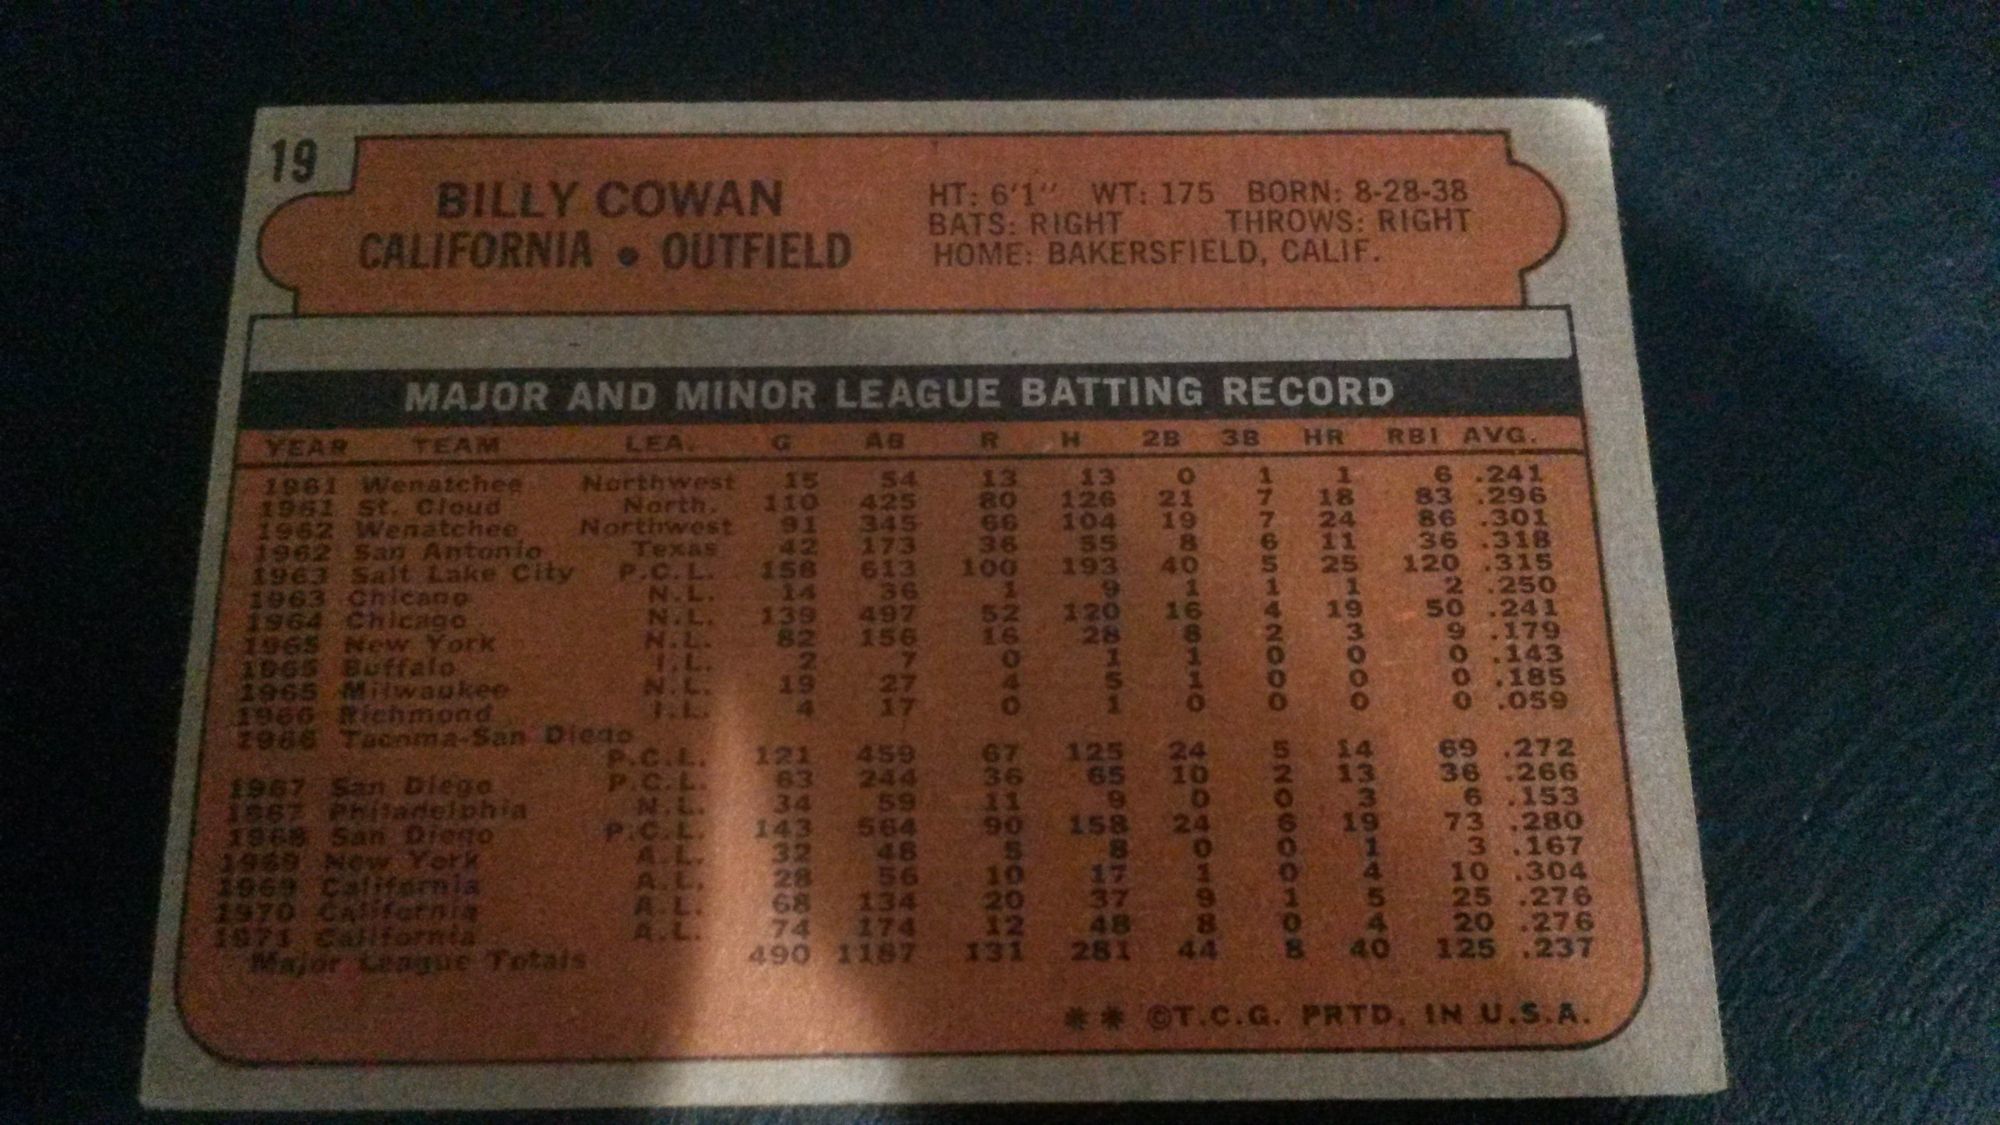 19
BILLY COWAN
CALIFORNIA • OUTFIELD
HT: 6'1" WT: 175 BORN: 8-28-38
BATS: RIGHT THROWS: RIGHT
HOME: BAKERSFIELD, CALIF.
MAJOR AND MINOR LEAGUE BATTING RECORD
YEAR TEAM LEA. G AB R H 2B 3B HR RBI AVG.
1961 Wenatchee Northwest 15 54 13 13 0 1 1 6 .241
1961 St. Cloud North. 110 425 80 126 21 7 18 83 .296
1962 Wenatchee Northwest 91 345 66 104 19 7 24 86 .301
1962 San Antonio Texas 42 173 36 55 8 6 11 36 .318
1963 Salt Lake City P.C.L. 158 613 100 193 40 5 25 120 .315
1963 Chicago N.L. 14 36 1 9 1 1 1 2 .250
1964 Chicago N.L. 139 497 52 120 16 4 19 50 .241
1965 New York N.L. 82 156 16 28 8 2 3 9 .179
1965 Buffalo I.L. 2 7 0 1 1 0 0 0 .143
1965 Milwaukee N.L. 19 27 4 5 1 0 0 0 .185
1966 Richmond I.L. 4 17 0 1 0 0 0 0 .059
1966 Tacoma-San Diego
P.C.L. 121 459 67 125 24 5 14 69 .272
1967 San Diego P.C.L. 63 244 36 65 10 2 13 36 .266
1967 Philadelphia N.L. 34 59 11 9 0 0 3 6 .153
1968 San Diego P.C.L. 143 564 90 158 24 6 19 73 .280
1969 New York A.L. 32 48 5 8 0 0 1 3 .167
1969 California A.L. 28 56 10 17 1 0 4 10 .304
1970 California A.L. 68 134 20 37 9 1 5 25 .276
1971 California A.L. 74 174 12 48 8 0 4 20 .276
Major League Totals 490 1187 131 281 44 8 40 125 .237
✱ ✱ ©T.C.G. PRTD. IN U.S.A.